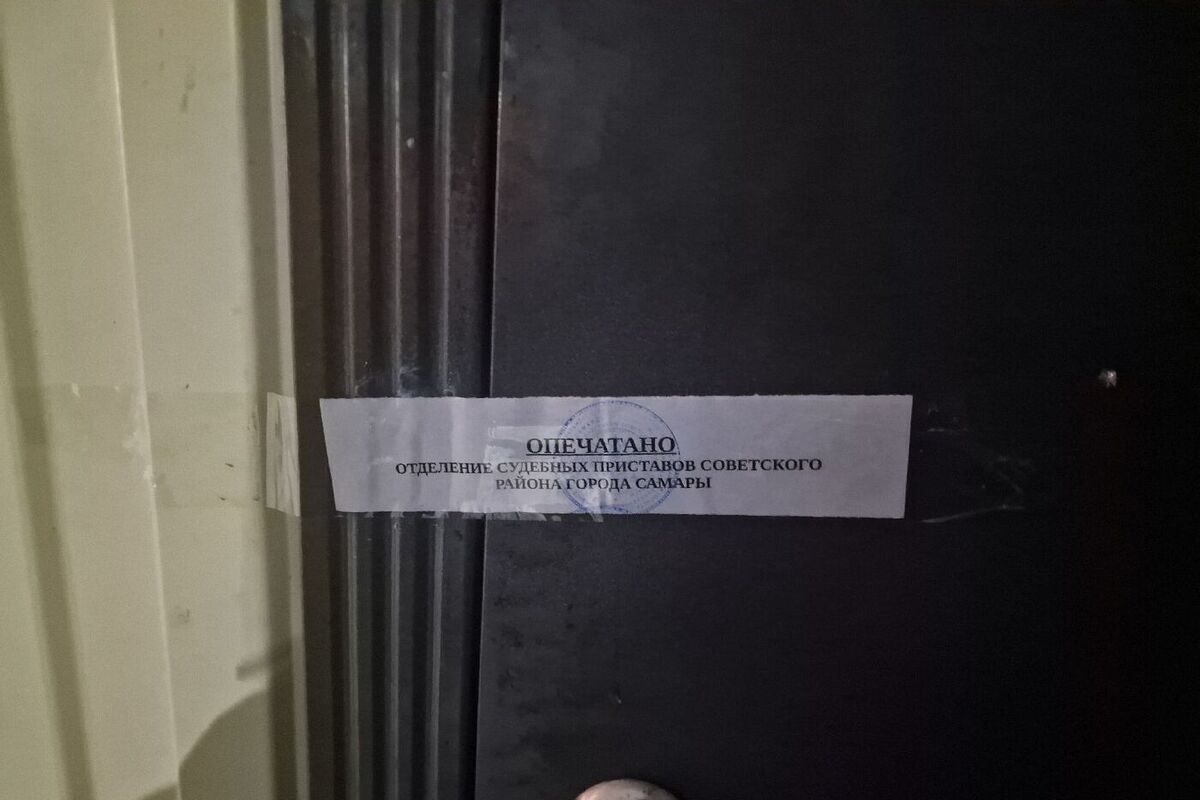 ОПЕЧАТАНО
ОТДЕЛЕНИЕ СУДЕБНЫХ ПРИСТАВОВ СОВЕТСКОГО
РАЙОНА ГОРОДА САМАРЫ